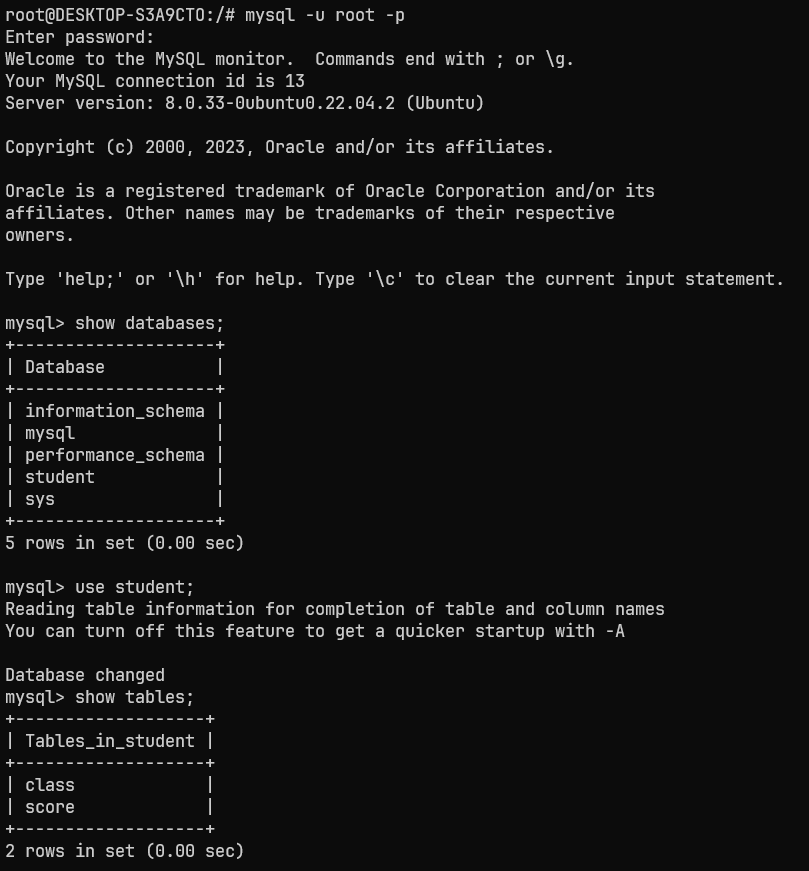 root@DESKTOP-S3A9CTO:/# mysql -u root -p
Enter password:
Welcome to the MySQL monitor.  Commands end with ; or \g.
Your MySQL connection id is 13
Server version: 8.0.33-0ubuntu0.22.04.2 (Ubuntu)

Copyright (c) 2000, 2023, Oracle and/or its affiliates.

Oracle is a registered trademark of Oracle Corporation and/or its
affiliates. Other names may be trademarks of their respective
owners.

Type 'help;' or '\h' for help. Type '\c' to clear the current input statement.

mysql> show databases;
+--------------------+
| Database           |
+--------------------+
| information_schema |
| mysql              |
| performance_schema |
| student            |
| sys                |
+--------------------+
5 rows in set (0.00 sec)

mysql> use student;
Reading table information for completion of table and column names
You can turn off this feature to get a quicker startup with -A

Database changed
mysql> show tables;
+-------------------+
| Tables_in_student |
+-------------------+
| class             |
| score             |
+-------------------+
2 rows in set (0.00 sec)